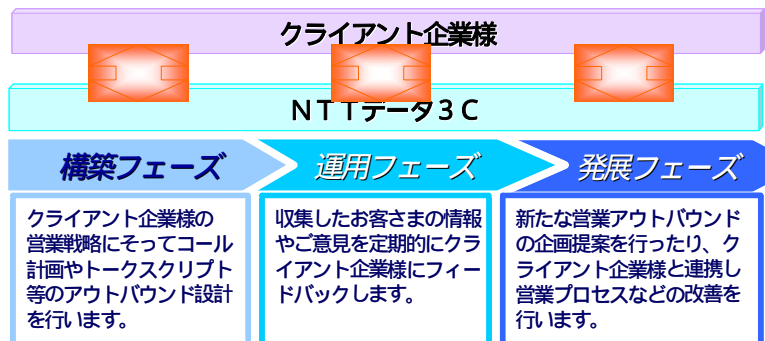 クライアント企業様
NTTデータ3C
構築フェーズ
運用フェーズ
発展フェーズ
クライアント企業様の
営業戦略にそってコール
計画やトークスクリプト
等のアウトバウンド設計
を行います。
収集したお客さまの情報
やご意見を定期的にクラ
イアント企業様にフィー
ドバックします。
新たな営業アウトバウンド
の企画提案を行ったり、ク
ライアント企業様と連携し
営業プロセスなどの改善を
行います。